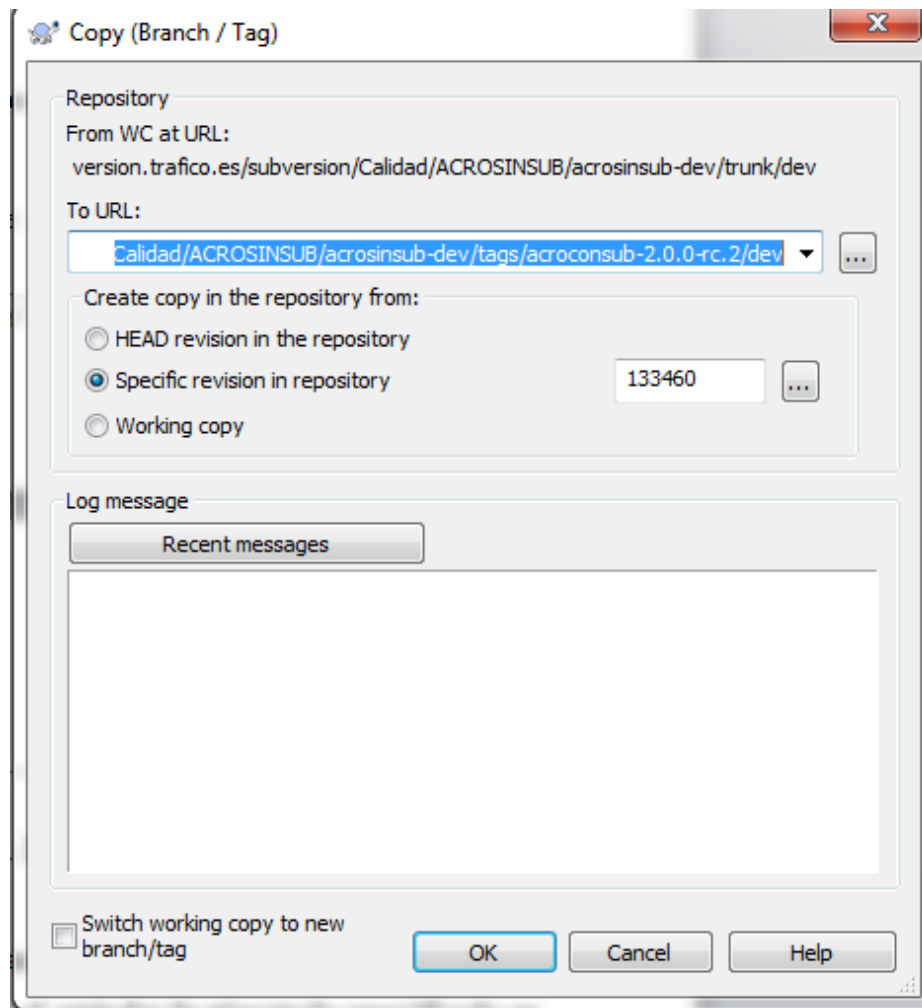 Copy (Branch / Tag)
Repository
From WC at URL:
version.trafico.es/subversion/Calidad/ACROSINSUB/acrosinsub-dev/trunk/dev
To URL:
Calidad/ACROSINSUB/acrosinsub-dev/tags/acroconsub-2.0.0-rc.2/dev
...
Create copy in the repository from:
HEAD revision in the repository
Specific revision in repository
133460
...
Working copy
Log message
Recent messages
Switch working copy to new
branch/tag
OK
Cancel
Help